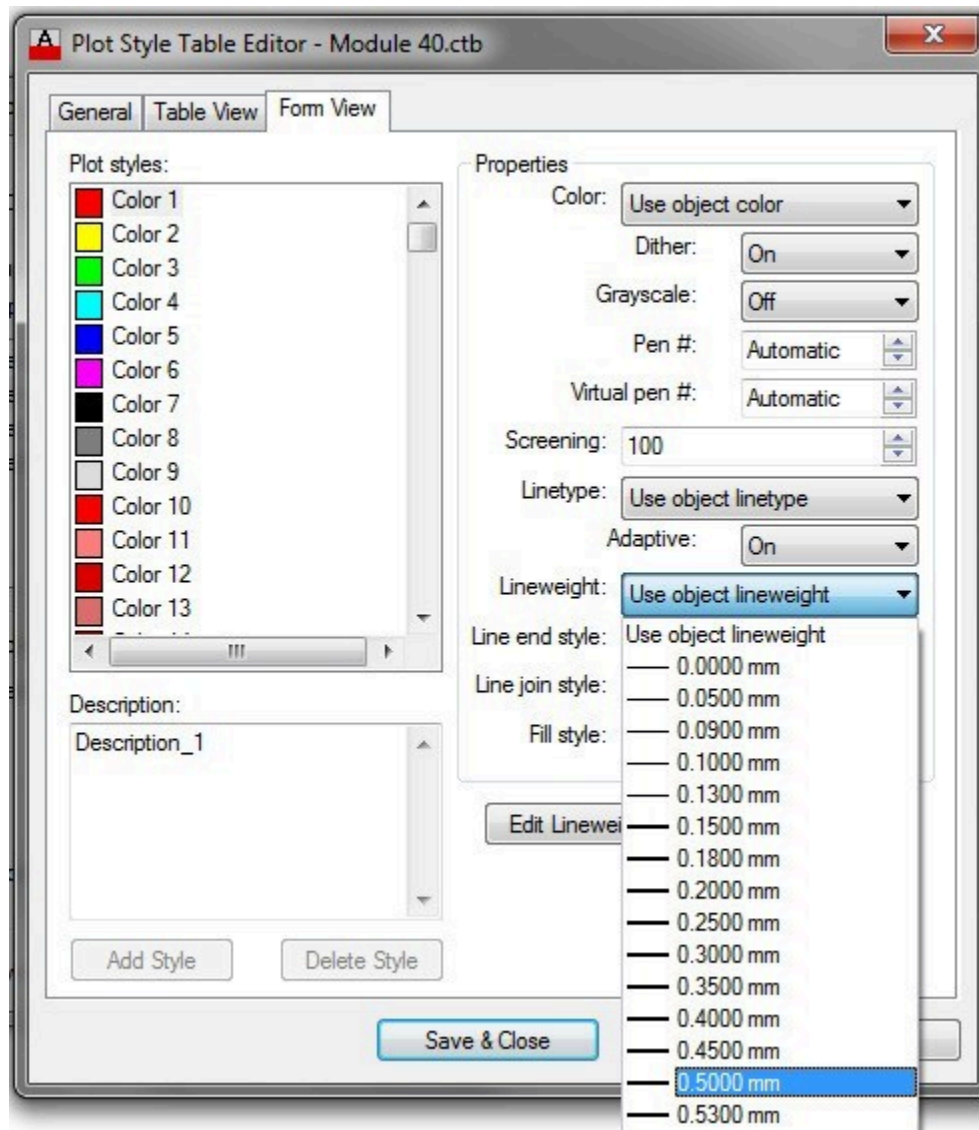 Plot Style Table Editor - Module 40.ctb
General Table View Form View
Plot styles:
Color 1
Color 2
Color 3
Color 4
Color 5
Color 6
Color 7
Color 8
Color 9
Color 10
Color 11
Color 12
Color 13
Description:
Description_1
Add Style Delete Style
Properties
Color: Use object color
Dither: On
Grayscale: Off
Pen #: Automatic
Virtual pen #: Automatic
Screening: 100
Linetype: Use object linetype
Adaptive: On
Lineweight: Use object lineweight
Line end style:
Line join style:
Fill style:
Use object lineweight
0.0000 mm
0.0500 mm
0.0900 mm
0.1000 mm
0.1300 mm
0.1500 mm
0.1800 mm
0.2000 mm
0.2500 mm
0.3000 mm
0.3500 mm
0.4000 mm
0.4500 mm
0.5000 mm
0.5300 mm
Edit Linewei
Save & Close